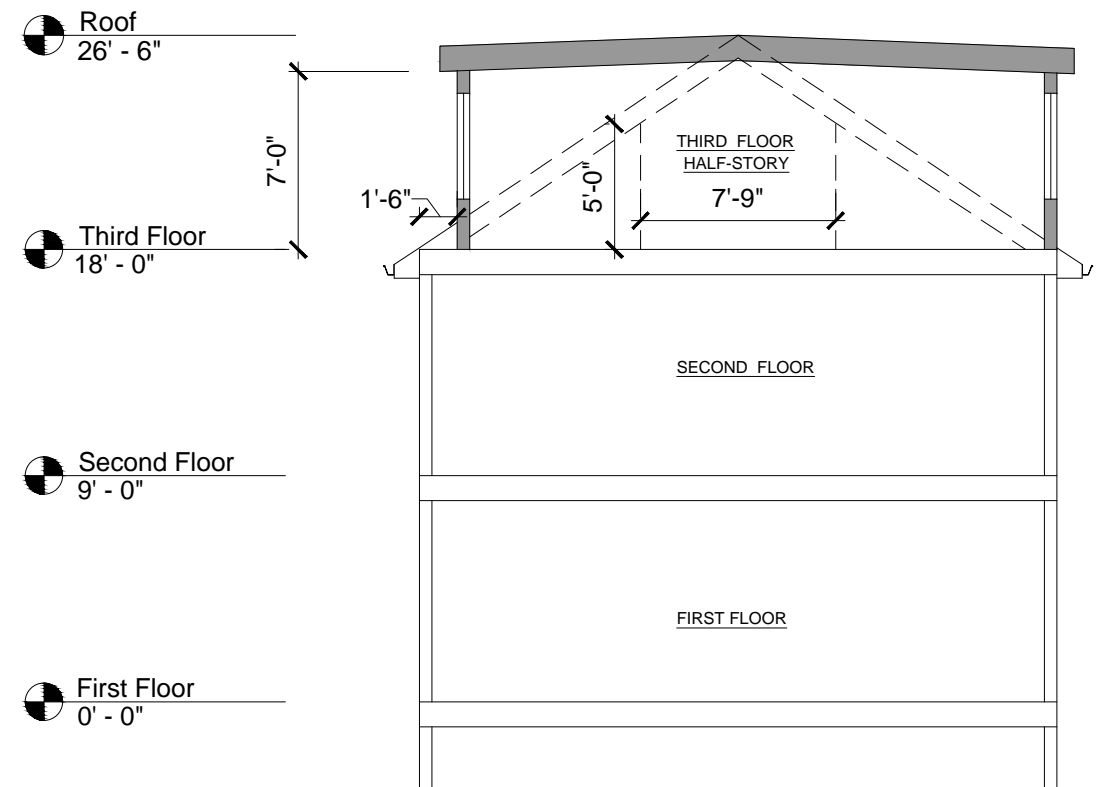 Roof
26' - 6"
7'-0"
1'-6"
5'-0"
THIRD FLOOR
HALF-STORY
7'-9"
Third Floor
18' - 0"
SECOND FLOOR
Second Floor
9' - 0"
FIRST FLOOR
First Floor
0' - 0"